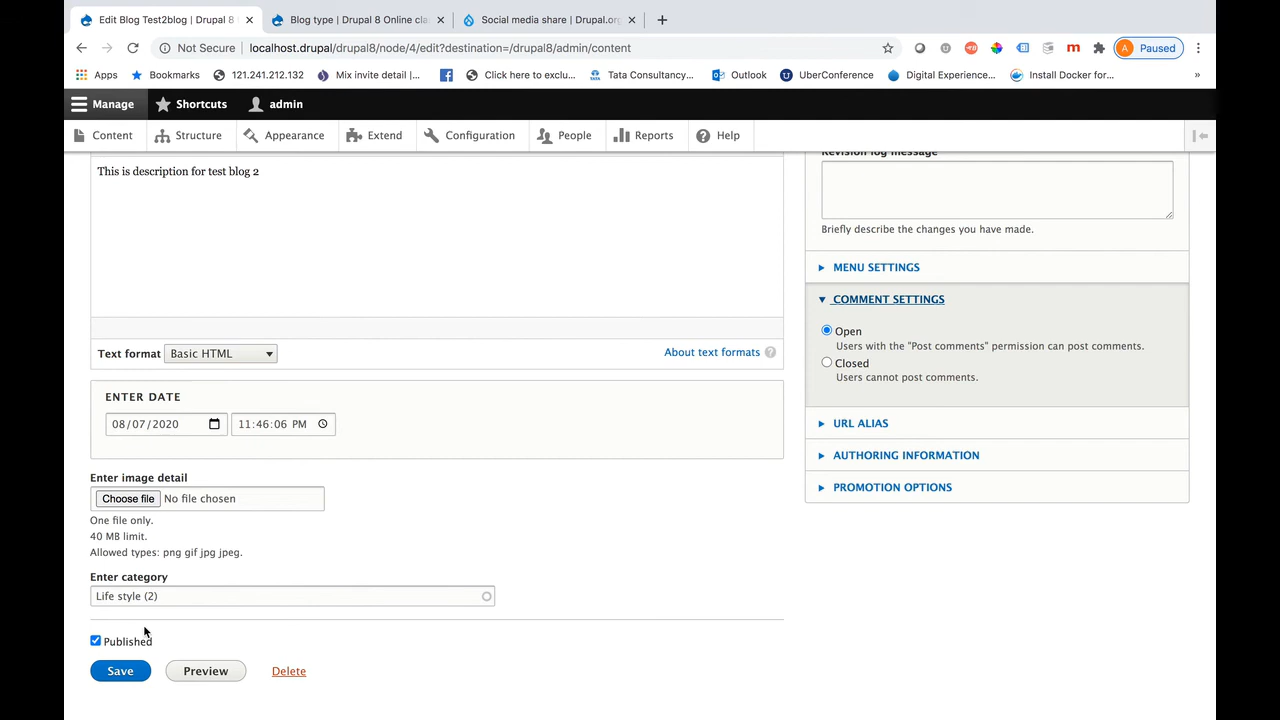 Edit Blog Test2blog | Drupal 8
Blog type | Drupal 8 Online cla
Social media share | Drupal.or
Not Secure
localhost.drupal/drupal8/node/4/edit?destination=/drupal8/admin/content
A Paused
Apps
Bookmarks
121.241.212.132
Mix invite detail |...
Click here to exclu...
Tata Consultancy...
Outlook
UberConference
Digital Experience...
Install Docker for...
»
Manage
Shortcuts
admin
Content
Structure
Appearance
Extend
Configuration
People
Reports
Help
Revision log message
This is description for test blog 2
Briefly describe the changes you have made.
MENU SETTINGS
COMMENT SETTINGS
Open
Users with the "Post comments" permission can post comments.
Closed
Users cannot post comments.
Text format Basic HTML
About text formats ?
ENTER DATE
08/07/2020 11:46:06 PM
URL ALIAS
AUTHORING INFORMATION
PROMOTION OPTIONS
Enter image detail
Choose file No file chosen
One file only.
40 MB limit.
Allowed types: png gif jpg jpeg.
Enter category
Life style (2)
Published
Save
Preview
Delete